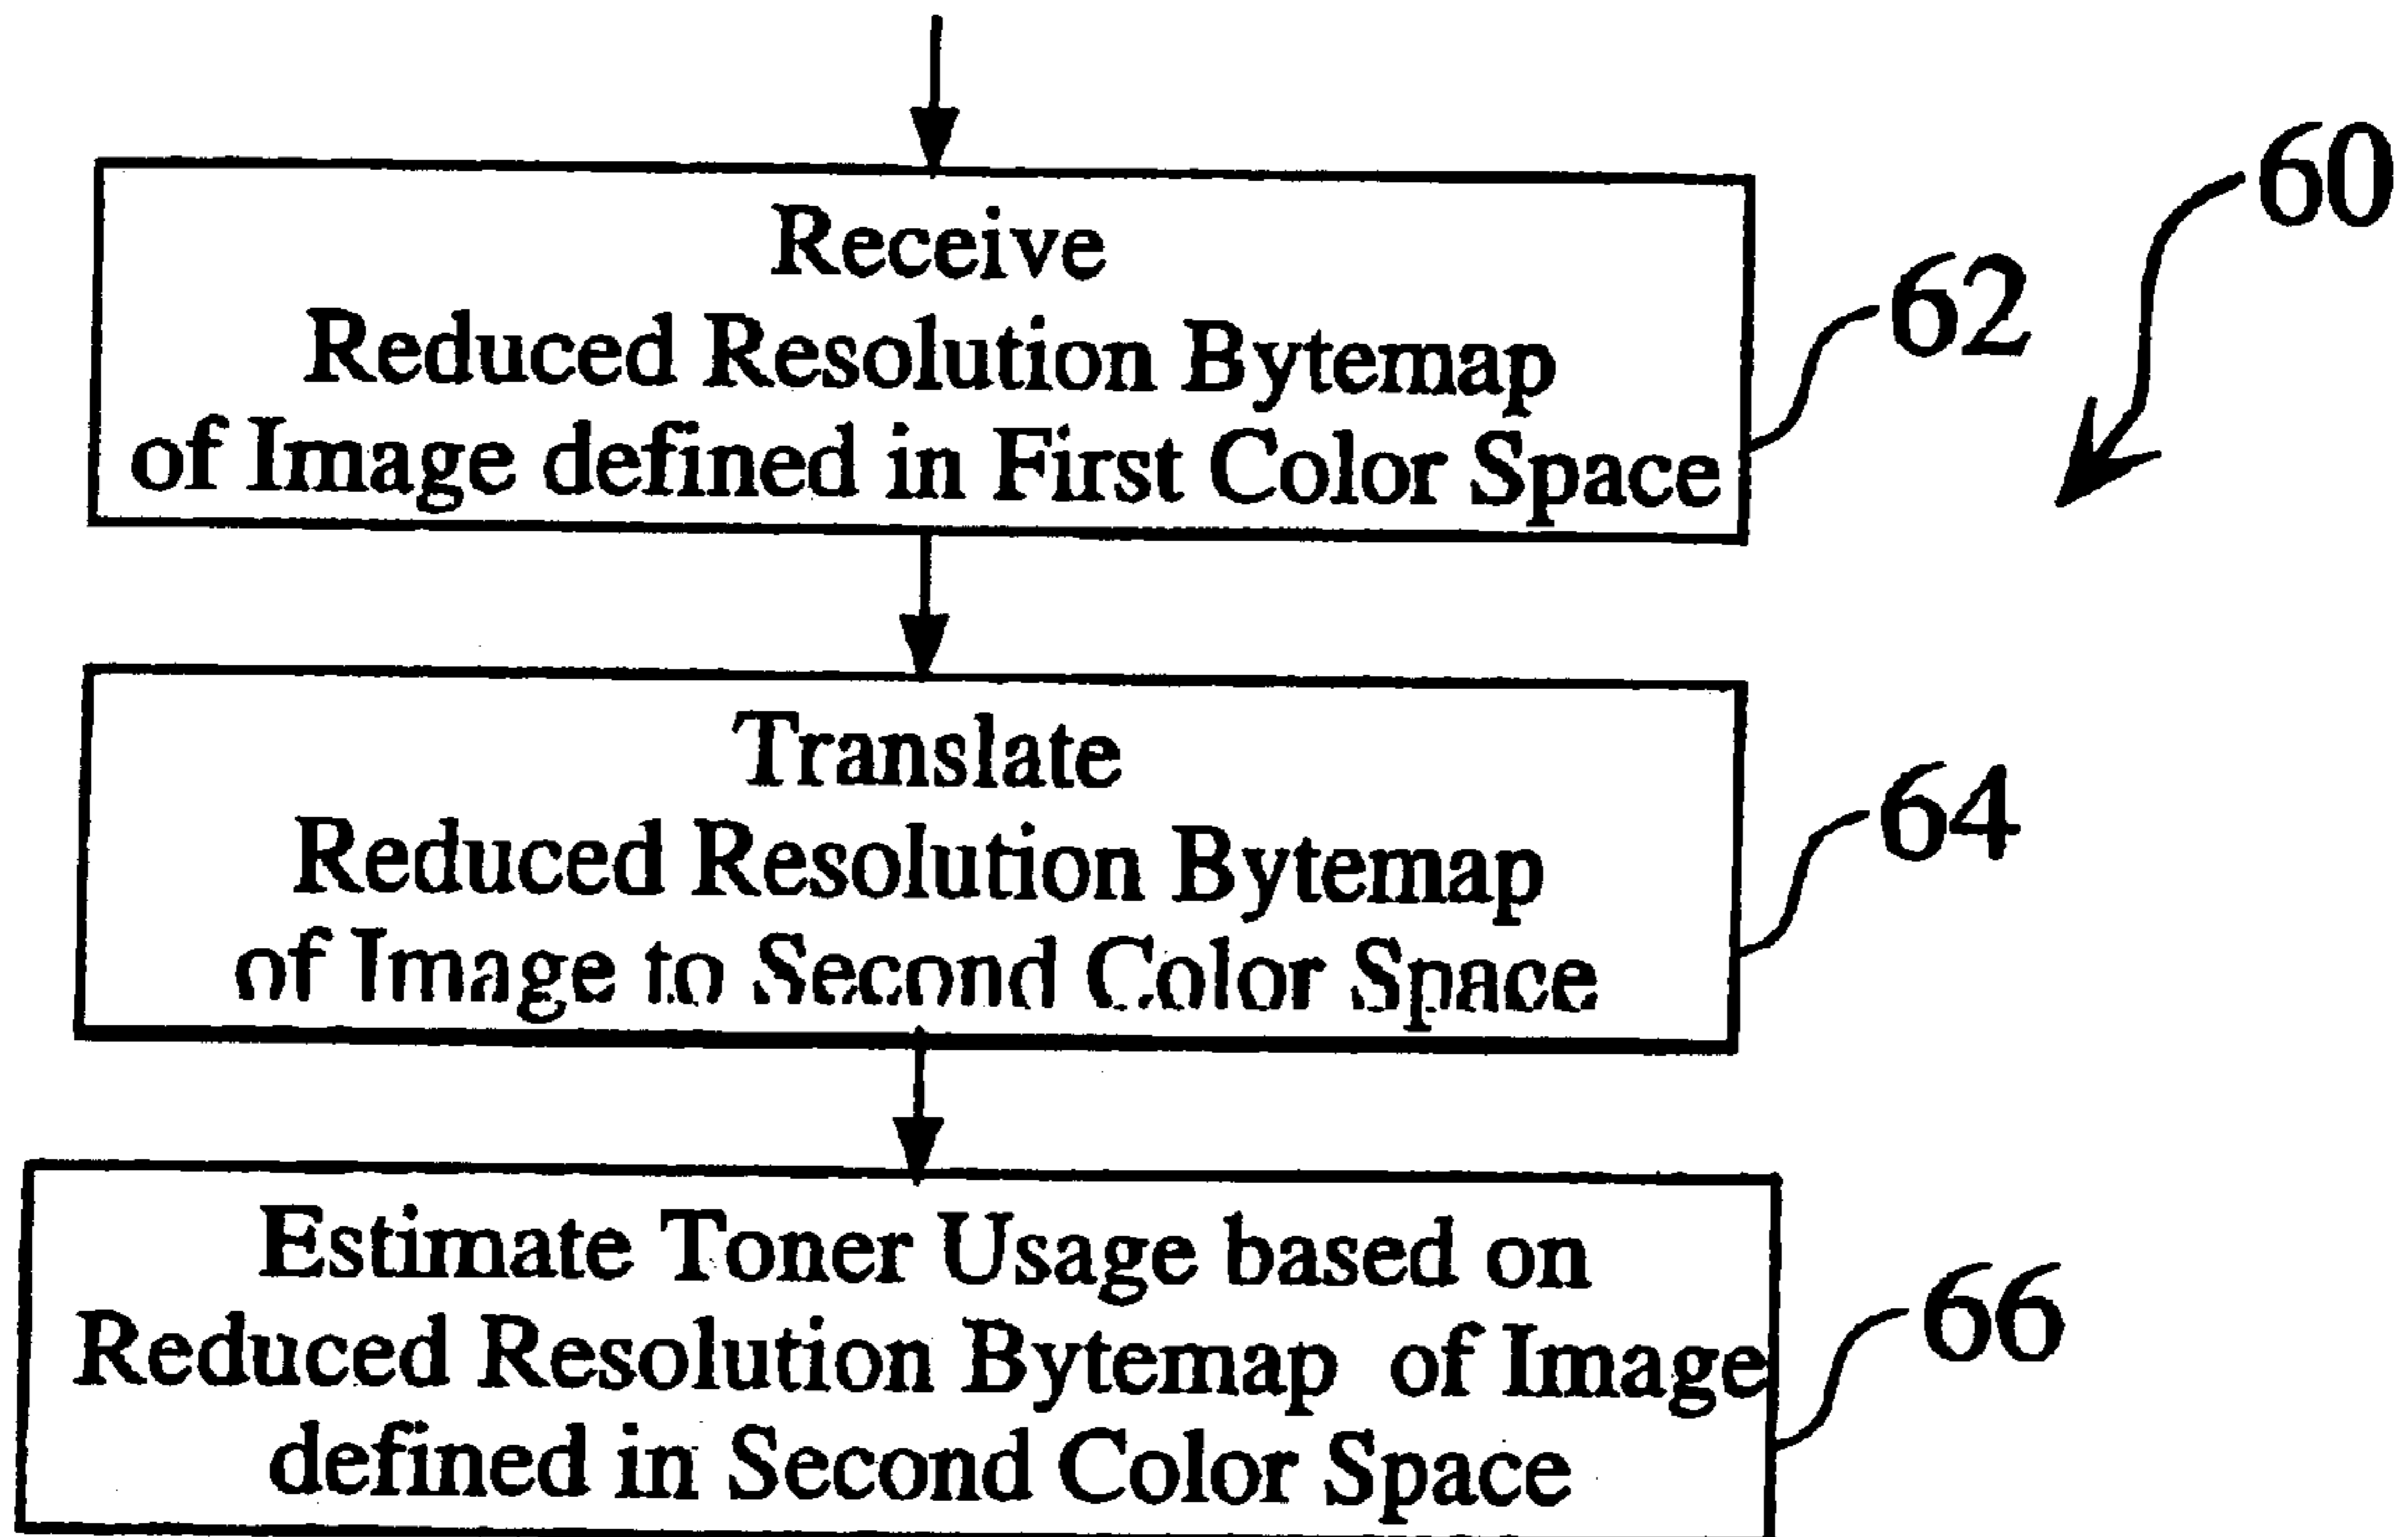 60
Receive
Reduced Resolution Bytemap
of Image defined in First Color Space
62
Translate
Reduced Resolution Bytemap
of Image to Second Color Space
64
Estimate Toner Usage based on
Reduced Resolution Bytemap of Image
defined in Second Color Space
66